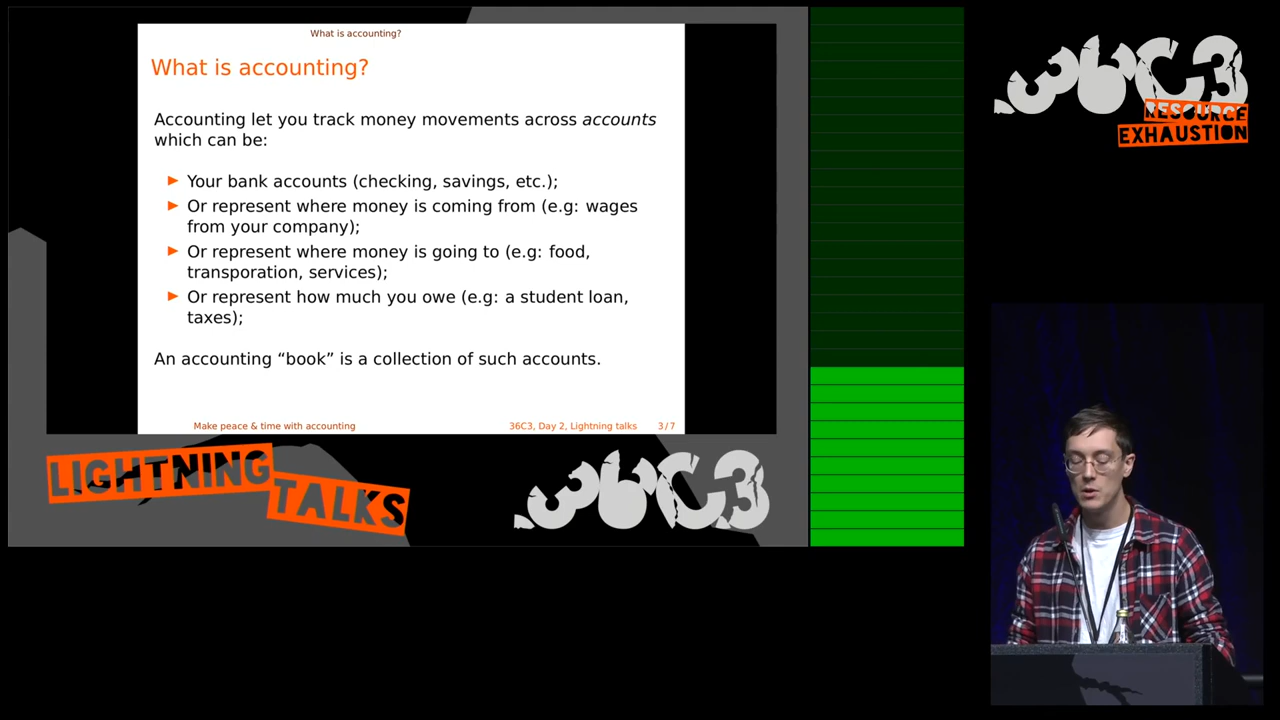 What is accounting?
What is accounting?
Accounting let you track money movements across accounts
which can be:
► Your bank accounts (checking, savings, etc.);
► Or represent where money is coming from (e.g: wages
from your company);
► Or represent where money is going to (e.g: food,
transporation, services);
► Or represent how much you owe (e.g: a student loan,
taxes);
An accounting “book” is a collection of such accounts.
Make peace & time with accounting
36C3, Day 2, Lightning talks
3 / 7
LIGHTNING
TALKS
36C3
36C3
RESOURCE
EXHAUSTION